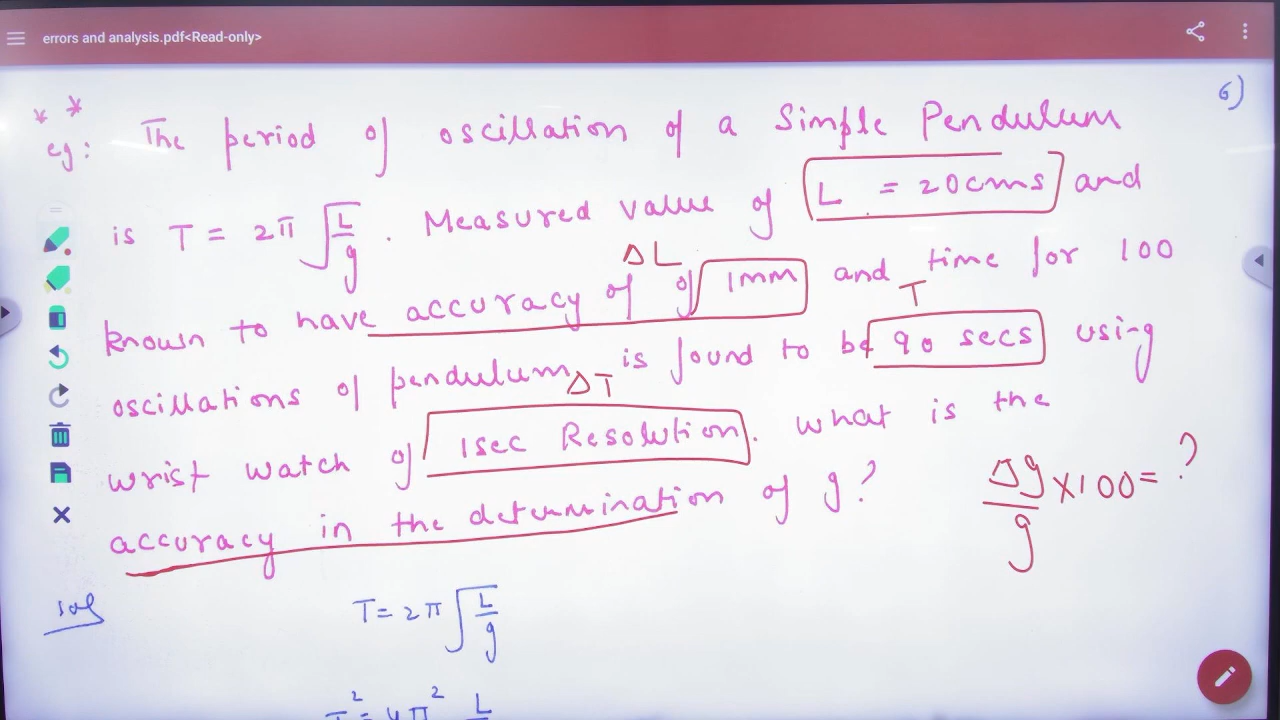 errors and analysis.pdf<Read-only>
6)
eg: The period of oscillation of a Simple Pendulum
is T = 2π √L/g . Measured value of L = 20cms and
ΔL
known to have accuracy of of 1mm and time for 100
T
oscillations of pendulum is found to be 90 secs using
ΔT
wrist watch of 1sec Resolution. what is the
accuracy in the determination of g?
Δg/g × 100 = ?
Sol
T = 2π √L/g
T² = 4π² L